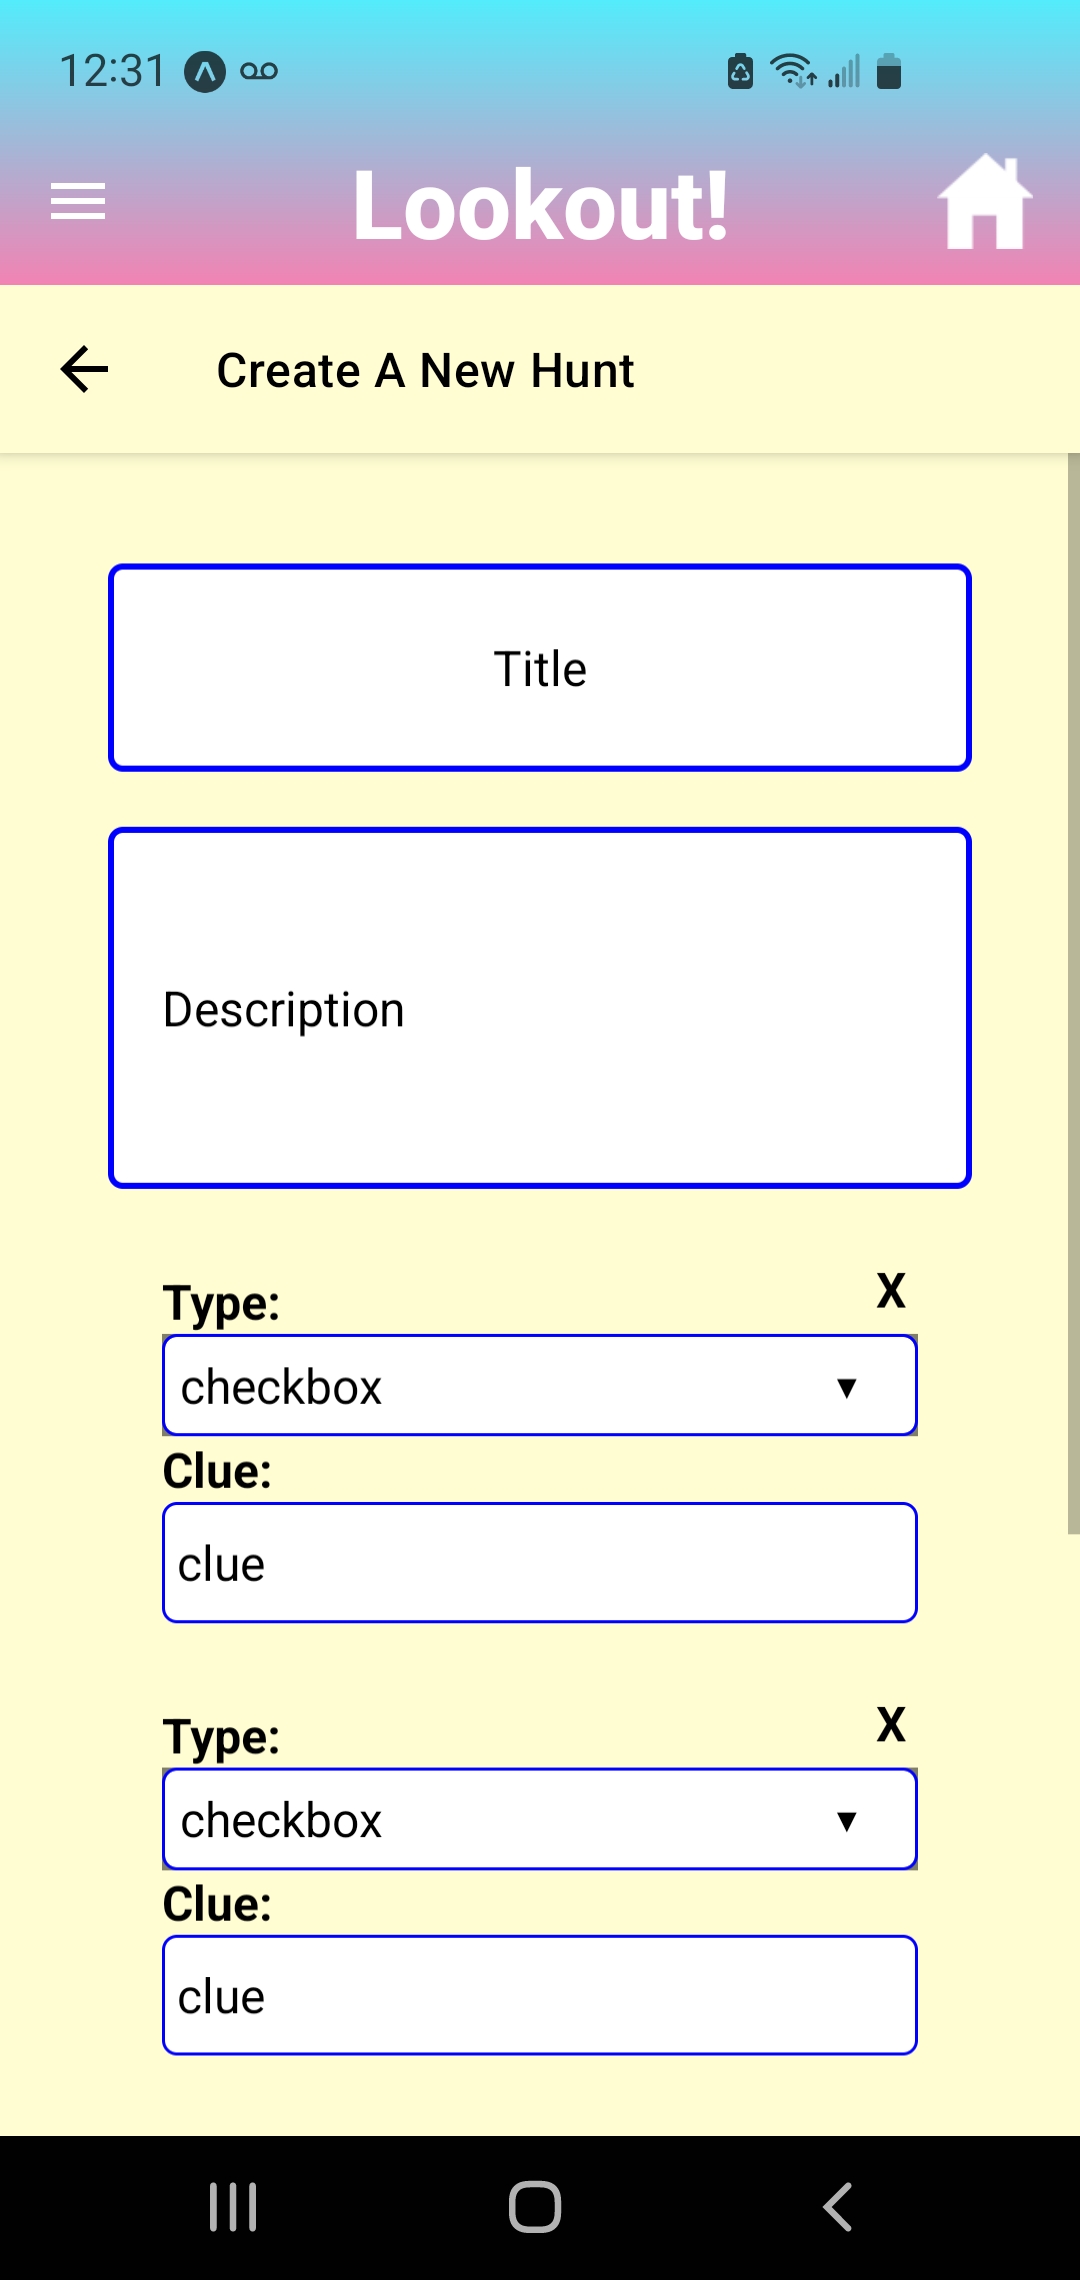 12:31
Lookout!
Create A New Hunt
Title
Description
Type:
X
checkbox
Clue:
clue
Type:
X
checkbox
Clue:
clue